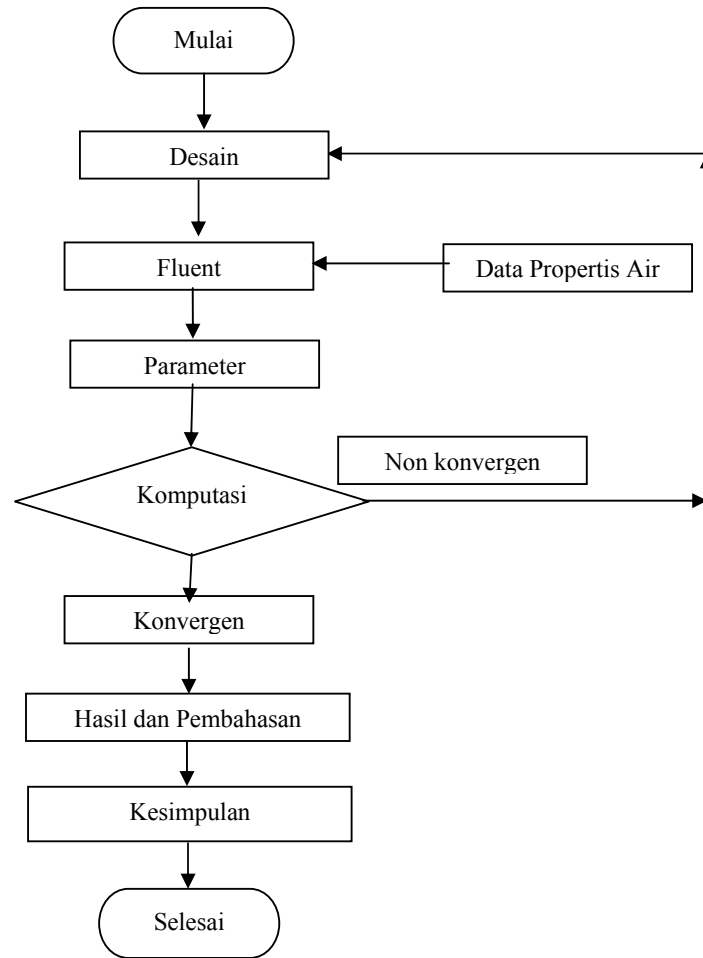 Mulai
Desain
Fluent
Data Propertis Air
Parameter
Non konvergen
Komputasi
Konvergen
Hasil dan Pembahasan
Kesimpulan
Selesai